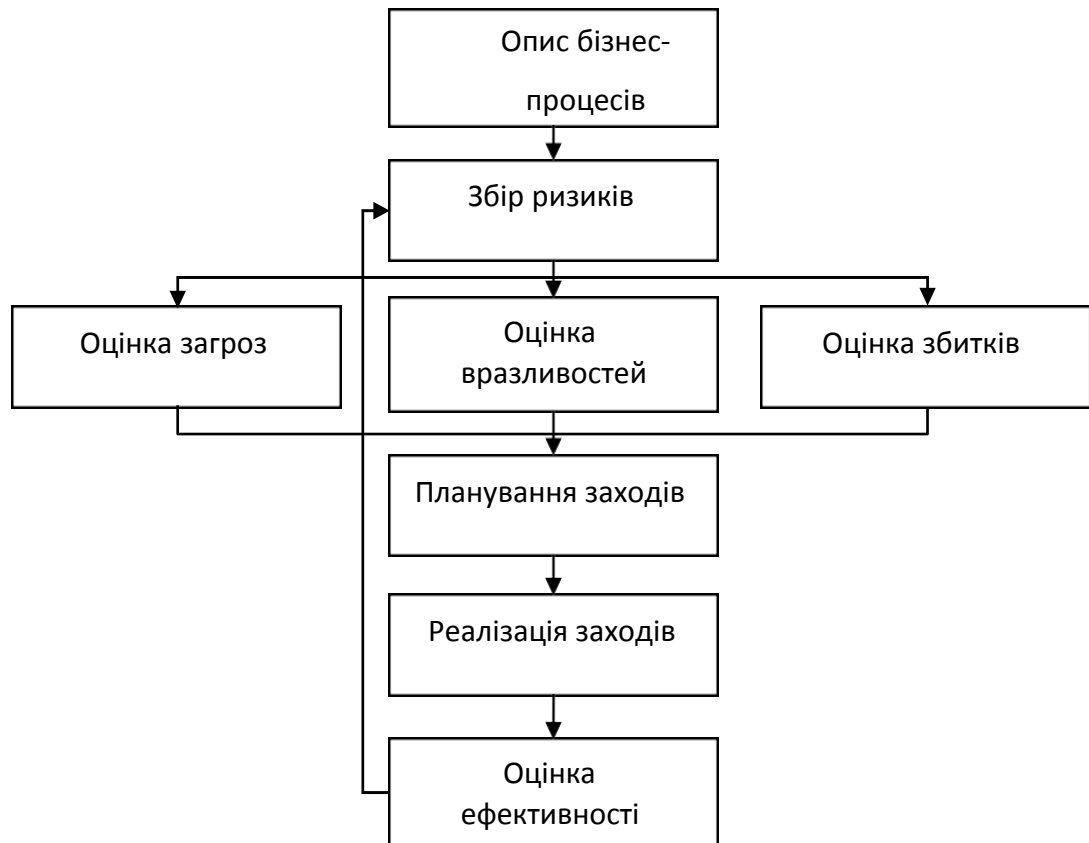 Опис бізнес-
процесів
Збір ризиків
Оцінка загроз
Оцінка
вразливостей
Оцінка збитків
Планування заходів
Реалізація заходів
Оцінка
ефективності